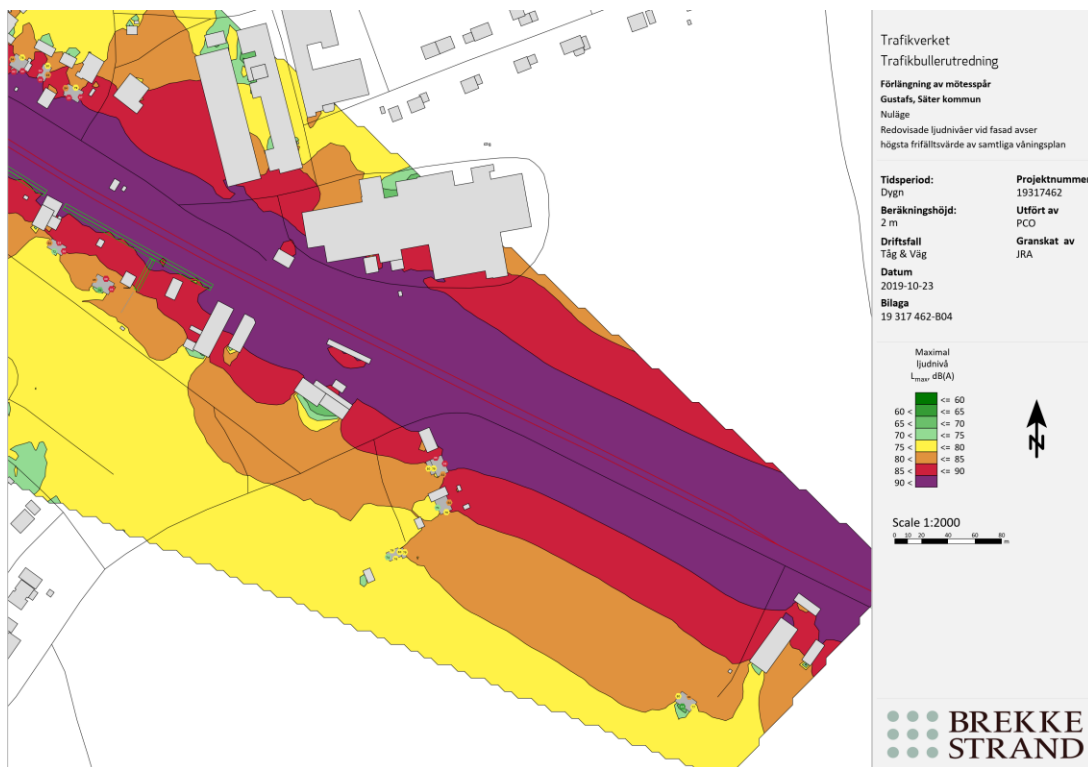 Trafikverket
Trafikbullerutredning
Förlängning av mötesspår
Gustafs, Säter kommun
Nuläge
Redovisade ljudnivåer vid fasad avser
högsta frifältsvärde av samtliga våningsplan
Tidsperiod: Projektnummer
Dygn 19317462
Beräkningshöjd: Utfört av
2 m PCO
Driftsfall Granskat av
Tåg & Väg JRA
Datum
2019-10-23
Bilaga
19 317 462-B04
Maximal
ljudnivå
Lmax, dB(A)
<= 60
60 < <= 65
65 < <= 70
70 < <= 75
75 < <= 80
80 < <= 85
85 < <= 90
90 <
N
Scale 1:2000
0 10 20 40 60 80
m
BREKKE
STRAND